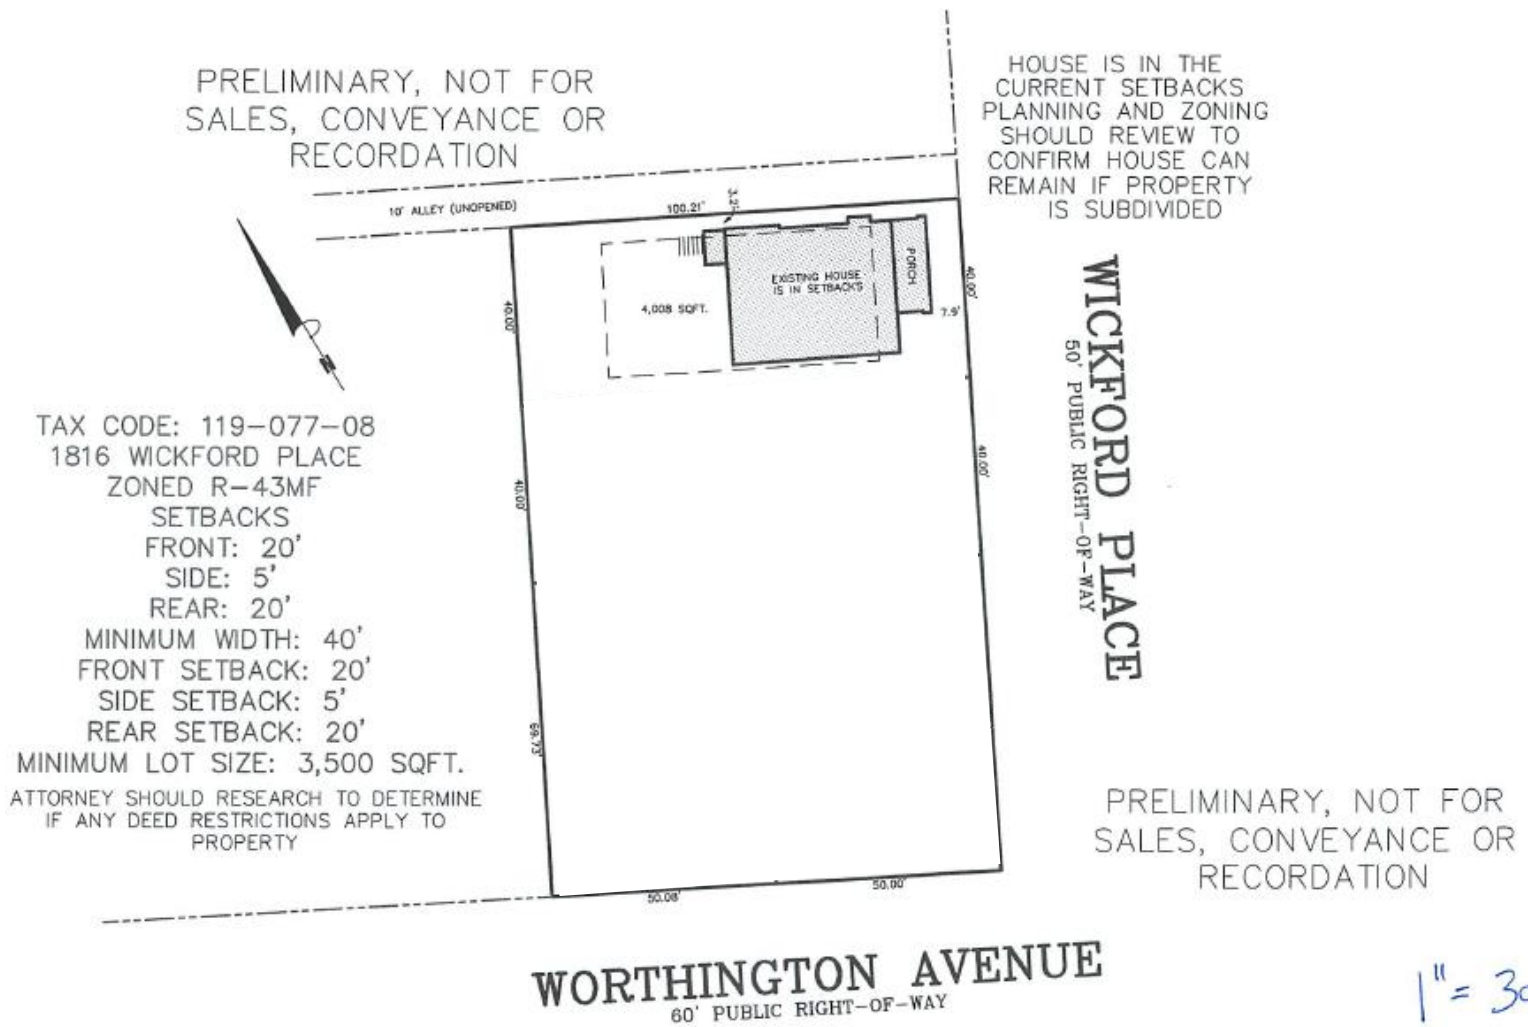 PRELIMINARY, NOT FOR
SALES, CONVEYANCE OR
RECORDATION
HOUSE IS IN THE
CURRENT SETBACKS
PLANNING AND ZONING
SHOULD REVIEW TO
CONFIRM HOUSE CAN
REMAIN IF PROPERTY
IS SUBDIVIDED
10' ALLEY (UNOPENED)
100.21'
3.2'
EXISTING HOUSE
IS IN SETBACKS
PORCH
4,008 SQFT.
40.00'
40.00'
7.9'
WICKFORD PLACE
50' PUBLIC RIGHT-OF-WAY
N
TAX CODE: 119-077-08
1816 WICKFORD PLACE
ZONED R-43MF
SETBACKS
FRONT: 20'
SIDE: 5'
REAR: 20'
MINIMUM WIDTH: 40'
FRONT SETBACK: 20'
SIDE SETBACK: 5'
REAR SETBACK: 20'
MINIMUM LOT SIZE: 3,500 SQFT.
ATTORNEY SHOULD RESEARCH TO DETERMINE
IF ANY DEED RESTRICTIONS APPLY TO
PROPERTY
40.00'
40.00'
69.73'
PRELIMINARY, NOT FOR
SALES, CONVEYANCE OR
RECORDATION
50.08'
50.00'
WORTHINGTON AVENUE
60' PUBLIC RIGHT-OF-WAY
1" = 30